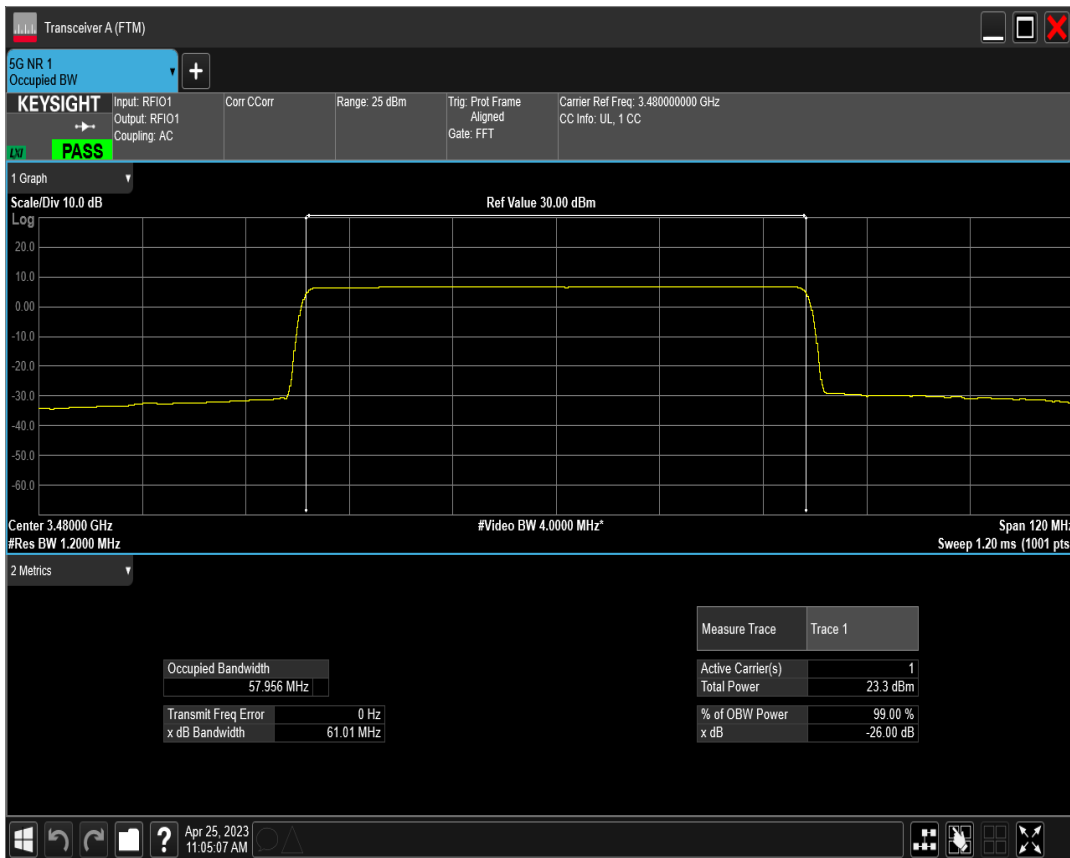 Transceiver A (FTM)
5G NR 1
Occupied BW
+
KEYSIGHT
LXI
PASS
Input: RFIO1
Output: RFIO1
Coupling: AC
Corr CCorr
Range: 25 dBm
Trig: Prot Frame
Aligned
Gate: FFT
Carrier Ref Freq: 3.480000000 GHz
CC Info: UL, 1 CC
1 Graph
Scale/Div 10.0 dB
Ref Value 30.00 dBm
Log
20.0
10.0
0.00
-10.0
-20.0
-30.0
-40.0
-50.0
-60.0
Center 3.48000 GHz
#Video BW 4.0000 MHz*
Span 120 MHz
#Res BW 1.2000 MHz
Sweep 1.20 ms (1001 pts
2 Metrics
Measure Trace Trace 1
Occupied Bandwidth
57.956 MHz
Active Carrier(s) 1
Total Power 23.3 dBm
Transmit Freq Error 0 Hz
x dB Bandwidth 61.01 MHz
% of OBW Power 99.00 %
x dB -26.00 dB
?
Apr 25, 2023
11:05:07 AM